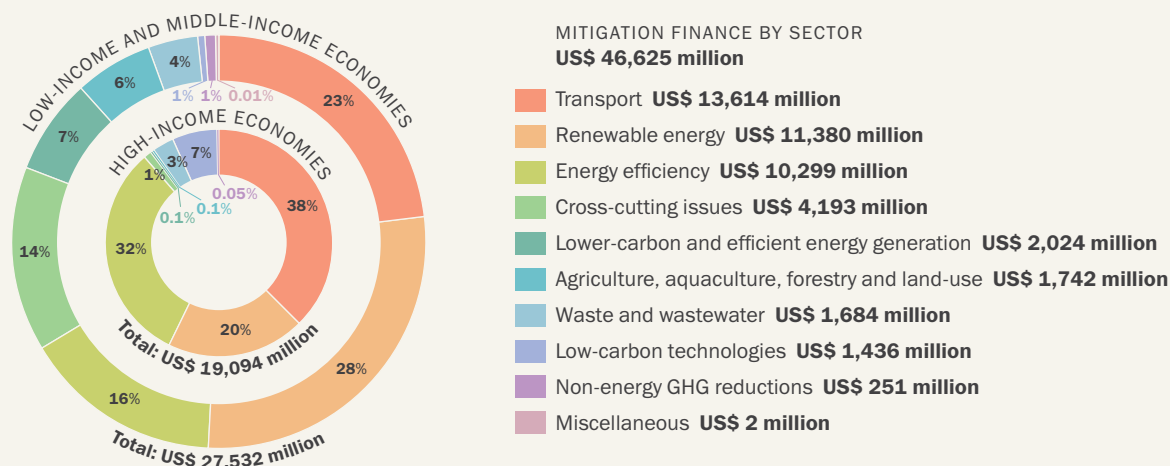 LOW-INCOME AND MIDDLE-INCOME ECONOMIES
23%
28%
16%
14%
7%
6%
4%
1%
1%
0.01%
Total: US$ 27,532 million
HIGH-INCOME ECONOMIES
38%
20%
32%
1%
0.1%
0.1%
3%
7%
0.05%
Total: US$ 19,094 million
MITIGATION FINANCE BY SECTOR
US$ 46,625 million
Transport US$ 13,614 million
Renewable energy US$ 11,380 million
Energy efficiency US$ 10,299 million
Cross-cutting issues US$ 4,193 million
Lower-carbon and efficient energy generation US$ 2,024 million
Agriculture, aquaculture, forestry and land-use US$ 1,742 million
Waste and wastewater US$ 1,684 million
Low-carbon technologies US$ 1,436 million
Non-energy GHG reductions US$ 251 million
Miscellaneous US$ 2 million